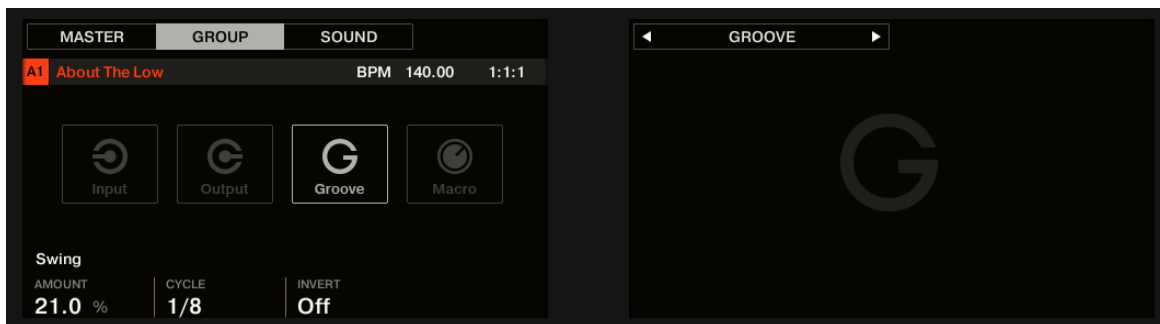 MASTER GROUP SOUND
A1 About The Low BPM 140.00 1:1:1
Input Output Groove Macro
Swing
AMOUNT CYCLE INVERT
21.0 % 1/8 Off
GROOVE